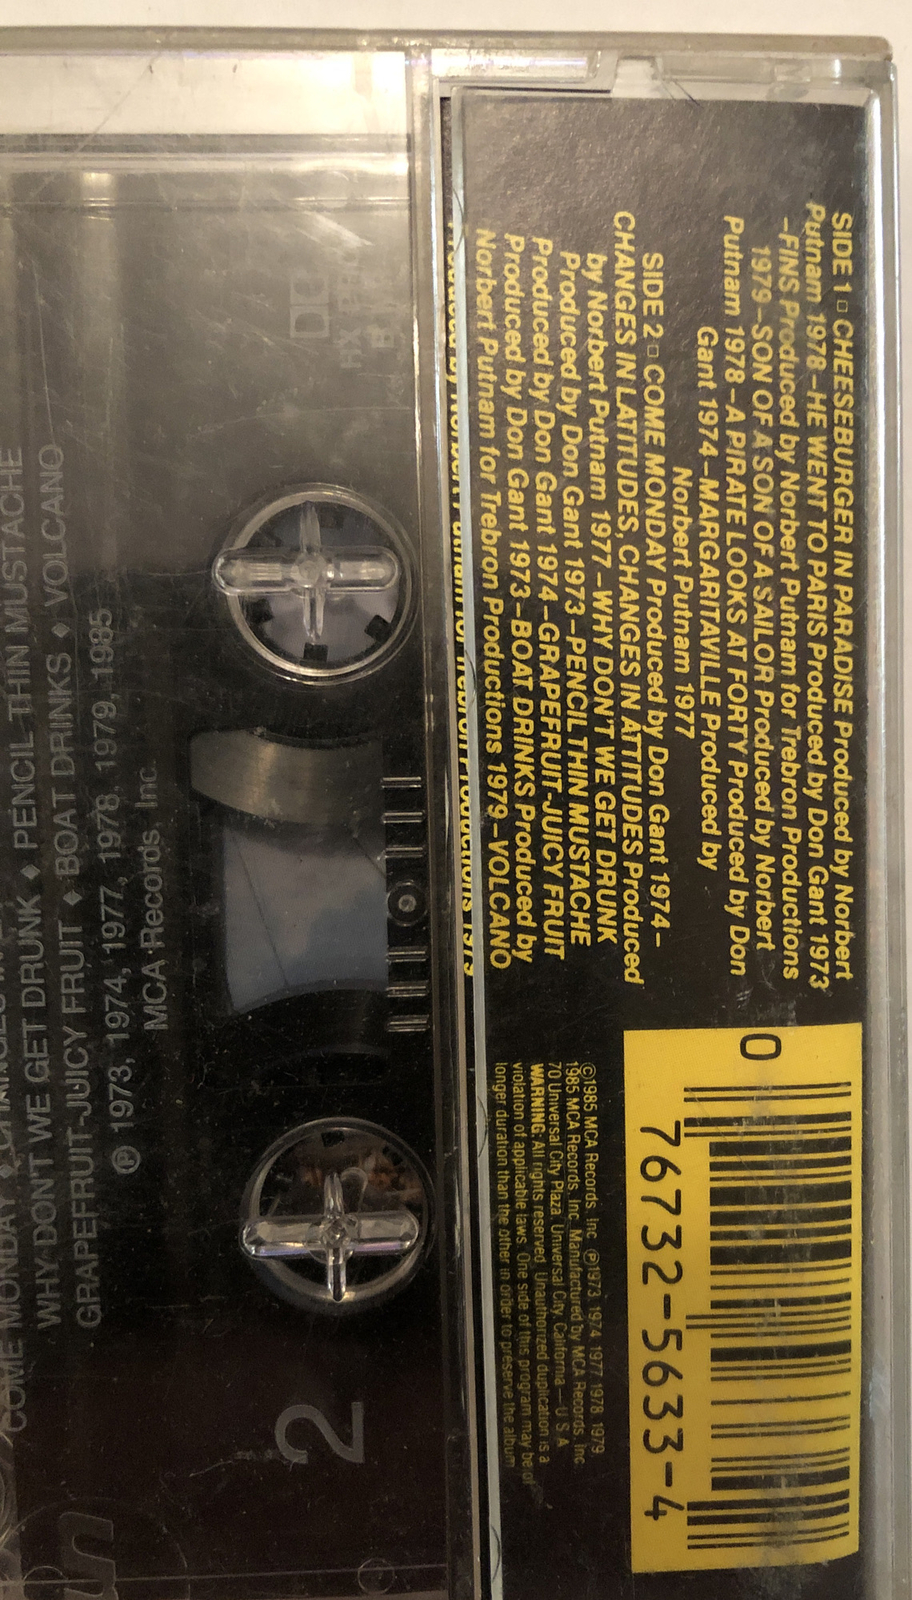 SIDE 1 □ CHEESEBURGER IN PARADISE Produced by Norbert
Putnam 1978–HE WENT TO PARIS Produced by Don Gant 1973
–FINS Produced by Norbert Putnam for Trebron Productions
1979–SON OF A SON OF A SAILOR Produced by Norbert
Putnam 1978–A PIRATE LOOKS AT FORTY Produced by Don
Gant 1974–MARGARITAVILLE Produced by
Norbert Putnam 1977
SIDE 2 □ COME MONDAY Produced by Don Gant 1974–
CHANGES IN LATITUDES, CHANGES IN ATTITUDES Produced
by Norbert Putnam 1977–WHY DON'T WE GET DRUNK
Produced by Don Gant 1973–PENCIL THIN MUSTACHE
Produced by Don Gant 1974–GRAPEFRUIT-JUICY FRUIT
Produced by Don Gant 1973–BOAT DRINKS Produced by
Norbert Putnam for Trebron Productions 1979–VOLCANO
Produced by Norbert Putnam for Trebron Productions 1979
0 76732-5633-4
©1985 MCA Records, Inc. ℗1973, 1974, 1977, 1978, 1979,
1985 MCA Records, Inc. Manufactured by MCA Records, Inc.
70 Universal City Plaza, Universal City, California—U.S.A.
WARNING: All rights reserved. Unauthorized duplication is a
violation of applicable laws. One side of this program may be of
longer duration than the other in order to preserve the album
HX PRO
COME MONDAY ♦
WHY DON'T WE GET DRUNK ♦ PENCIL THIN MUSTACHE
GRAPEFRUIT-JUICY FRUIT ♦ BOAT DRINKS ♦ VOLCANO
℗ 1973, 1974, 1977, 1978, 1979, 1985
MCA Records, Inc.
2